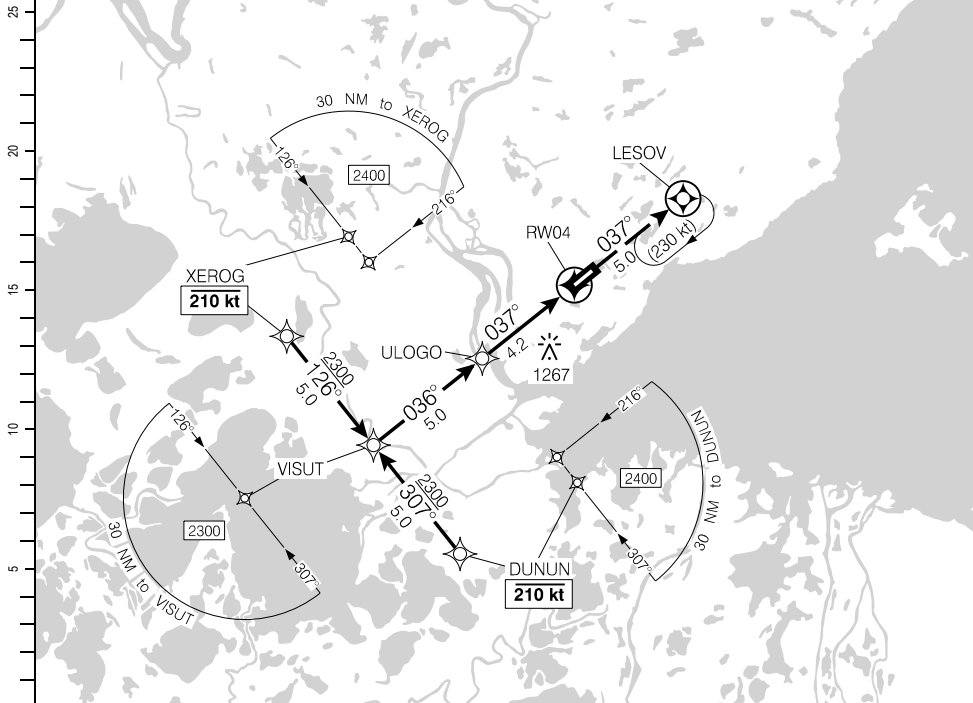 25
20
15
10
5
30 NM to XEROG
126°
2400
216°
LESOV
RW04
037°
5.0
(230 kt)
XEROG
210 kt
ULOGO
037°
4.2
1267
2300
126°
5.0
036°
5.0
126°
VISUT
2300
307°
30 NM to VISUT
2300
307°
5.0
DUNUN
210 kt
216°
2400
307°
30 NM to DUNUN